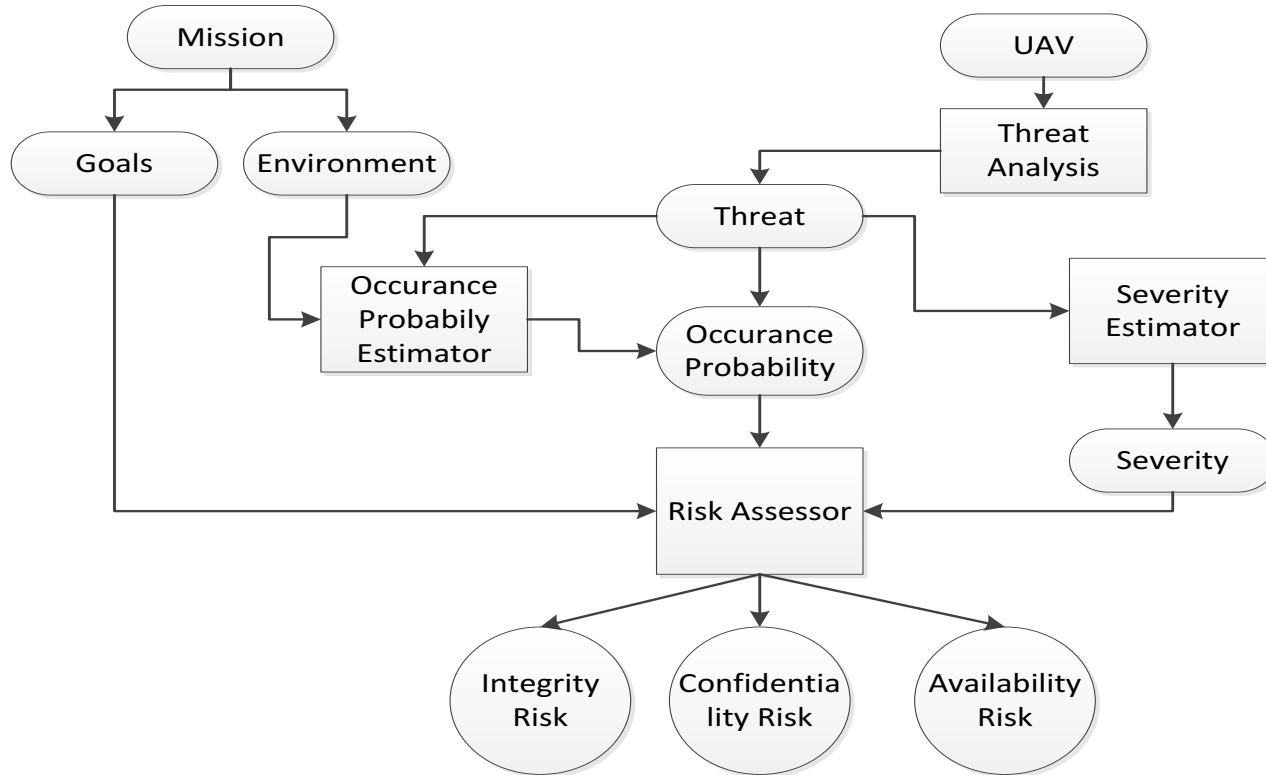 Mission
UAV
Goals
Environment
Threat
Analysis
Threat
Occurance
Probabily
Estimator
Occurance
Probability
Severity
Estimator
Severity
Risk Assessor
Integrity
Risk
Confidentia
lity Risk
Availability
Risk